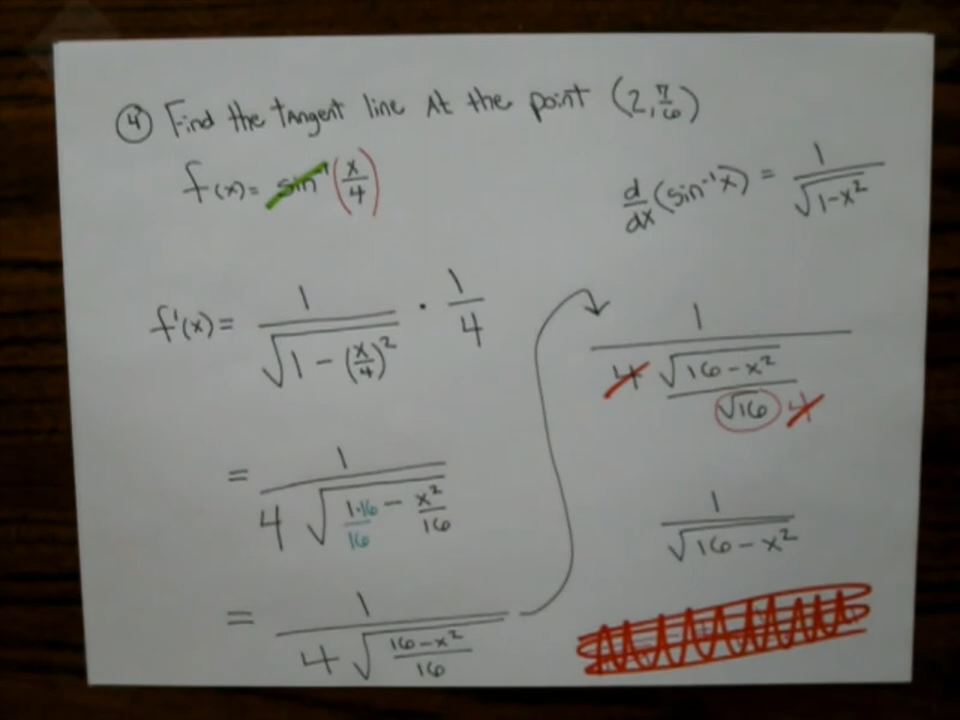 ④ Find the tangent line At the point (2, π/6)
f(x) = sin⁻¹(x/4)
d/dx (sin⁻¹x) = 1/√(1-x²)
f'(x) = 1/√(1 - (x/4)²) · 1/4
= 1/(4 √(1·16/16 - x²/16))
= 1/(4 √((16-x²)/16))
1/(4 √(16-x²)/√16 4)
1/√(16-x²)